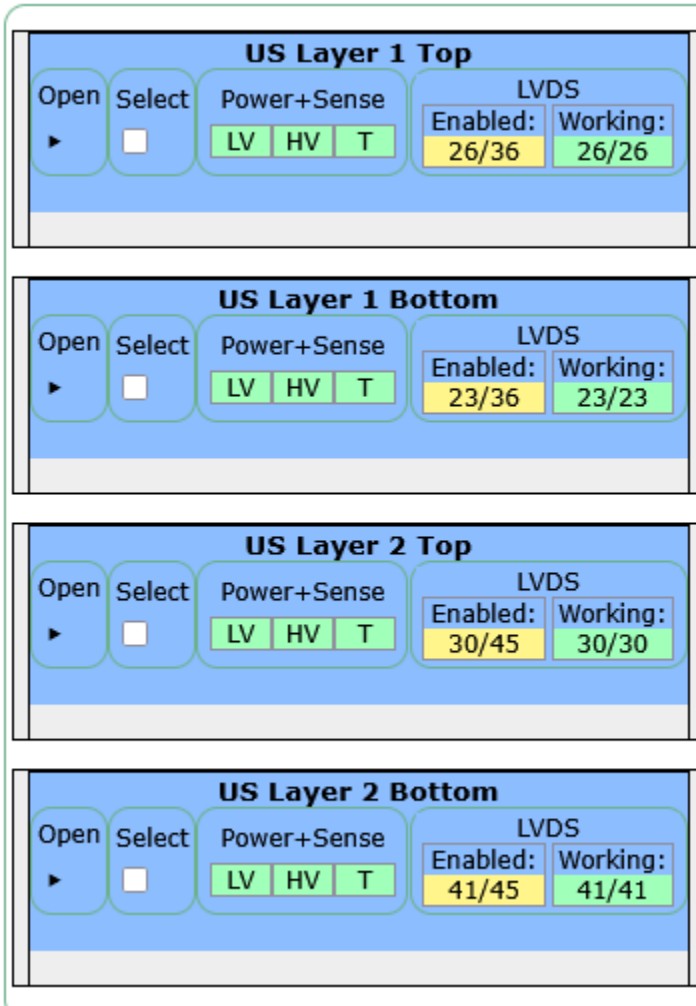 US Layer 1 Top
Open Select Power+Sense LVDS
Enabled: Working:
LV HV T 26/36 26/26
US Layer 1 Bottom
Open Select Power+Sense LVDS
Enabled: Working:
LV HV T 23/36 23/23
US Layer 2 Top
Open Select Power+Sense LVDS
Enabled: Working:
LV HV T 30/45 30/30
US Layer 2 Bottom
Open Select Power+Sense LVDS
Enabled: Working:
LV HV T 41/45 41/41